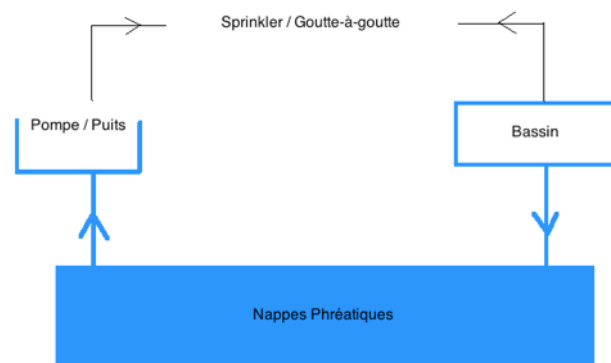 Sprinkler / Goutte-à-goutte
Pompe / Puits
Bassin
Nappes Phréatiques